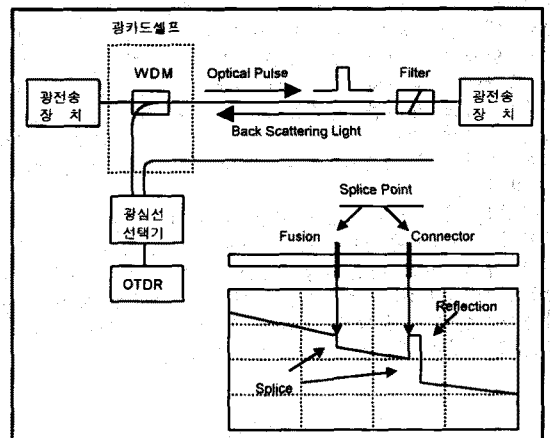 광카드셀프
WDM
Optical Pulse
Filter
광전송
장 치
광전송
장 치
Back Scattering Light
광심선
선택기
OTDR
Splice Point
Fusion
Connector
Reflection
Splice